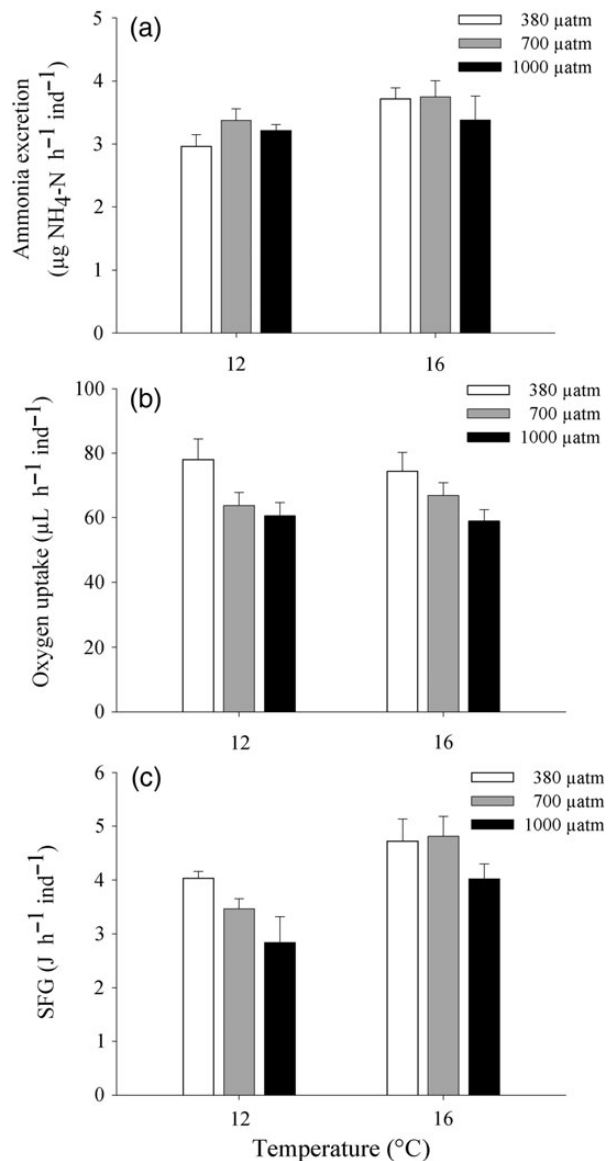 (a)
380 µatm
700 µatm
1000 µatm
Ammonia excretion
(µg NH4-N h−1 ind−1)
5
4
3
2
1
0
12
16
(b)
380 µatm
700 µatm
1000 µatm
Oxygen uptake (µL h−1 ind−1)
100
80
60
40
20
0
12
16
(c)
380 µatm
700 µatm
1000 µatm
SFG (J h−1 ind−1)
6
5
4
3
2
1
0
12
16
Temperature (°C)